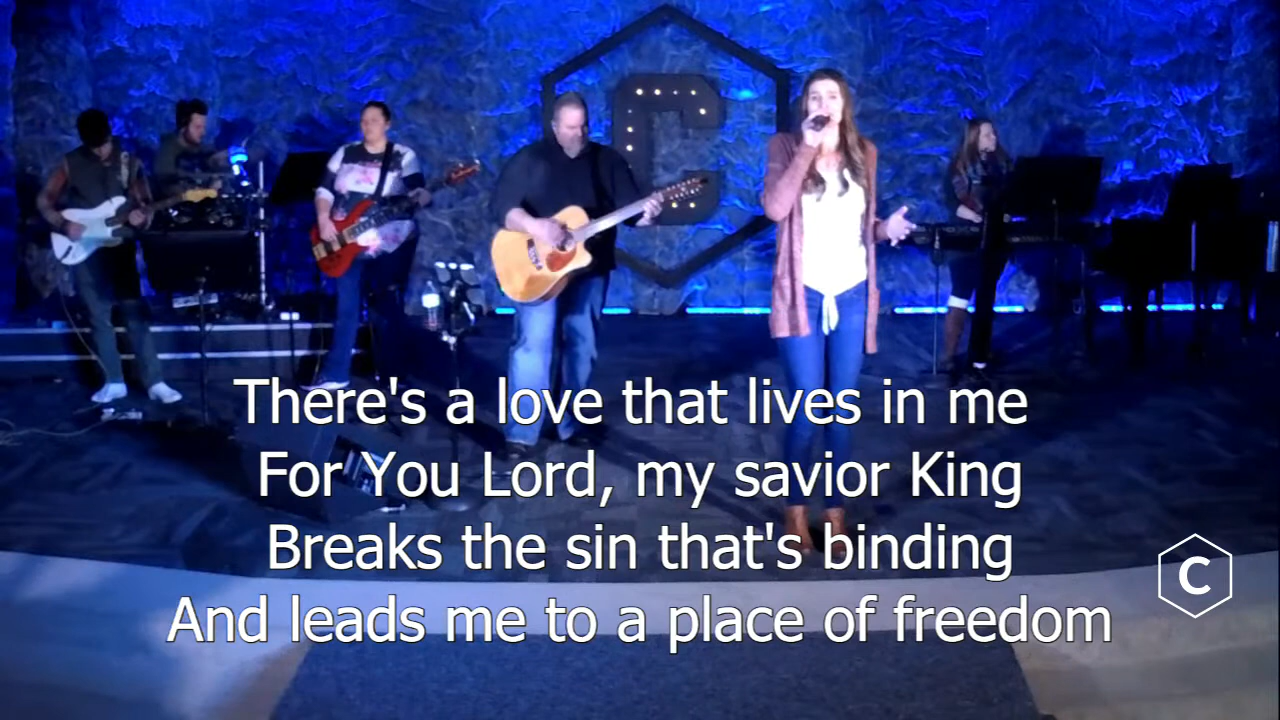 C
There's a love that lives in me
For You Lord, my savior King
Breaks the sin that's binding
And leads me to a place of freedom
C